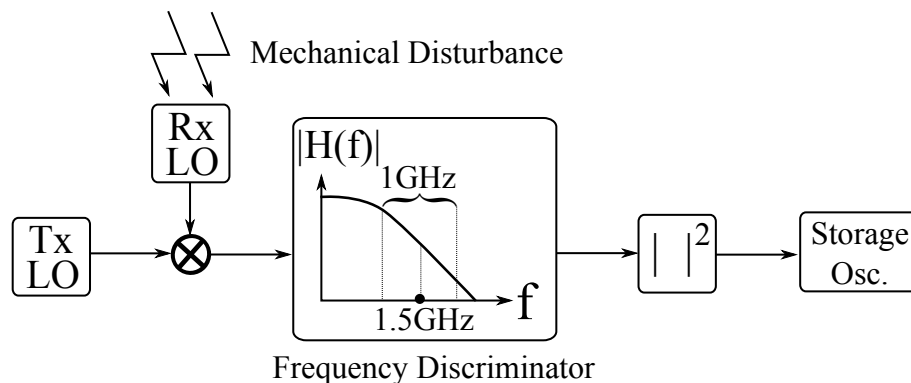 Mechanical Disturbance
Rx
LO
|H(f)|
1GHz
Tx
LO
| |²
Storage
Osc.
f
1.5GHz
Frequency Discriminator